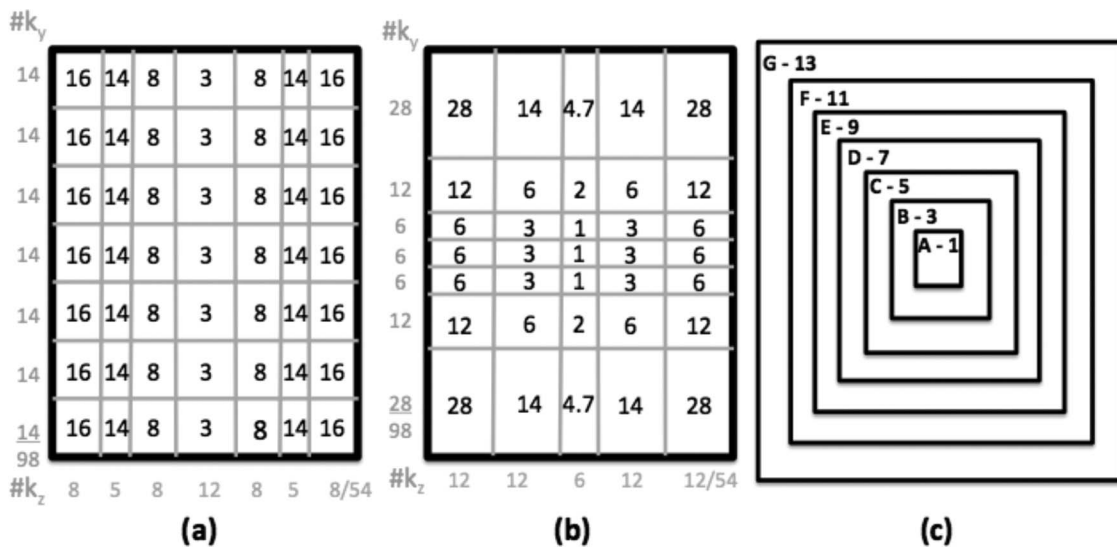 #ky
14 16 14 8 3 8 14 16
14 16 14 8 3 8 14 16
14 16 14 8 3 8 14 16
14 16 14 8 3 8 14 16
14 16 14 8 3 8 14 16
14 16 14 8 3 8 14 16
14 16 14 8 3 8 14 16
98
#kz 8 5 8 12 8 5 8/54
(a)
#ky
28 28 14 4.7 14 28
12 12 6 2 6 12
6 6 3 1 3 6
6 6 3 1 3 6
6 6 3 1 3 6
12 12 6 2 6 12
28 28 14 4.7 14 28
98
#kz 12 12 6 12 12/54
(b)
G - 13
F - 11
E - 9
D - 7
C - 5
B - 3
A - 1
(c)